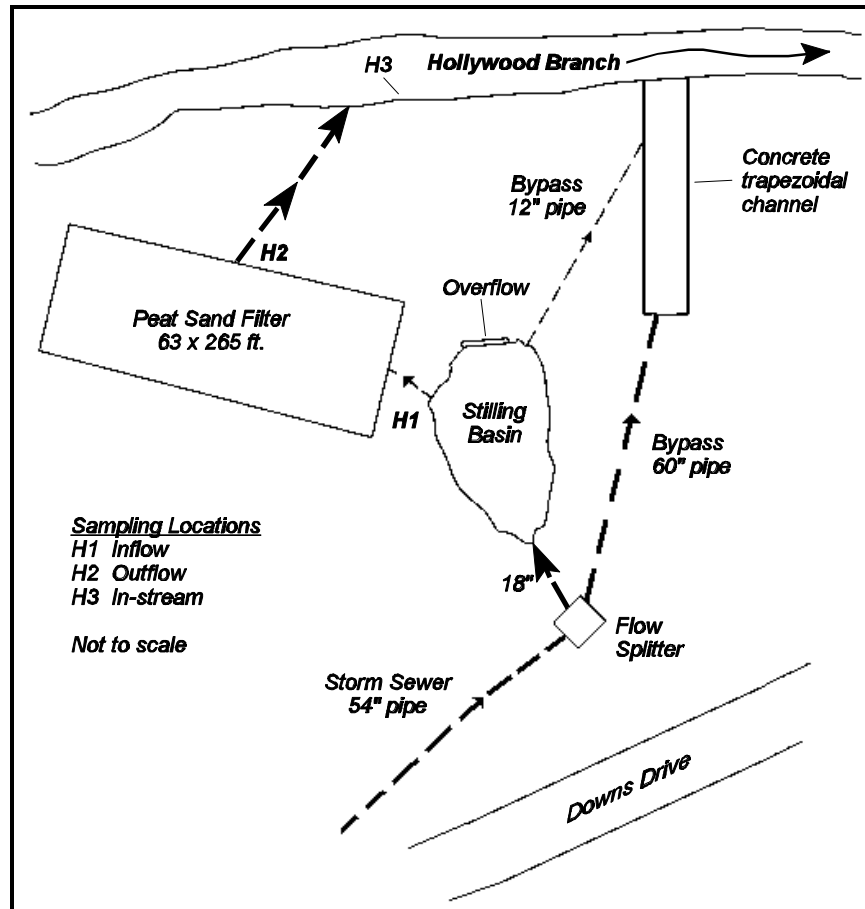 Hollywood Branch
H3
Concrete
trapezoidal
channel
Bypass
12" pipe
H2
Overflow
Peat Sand Filter
63 x 265 ft.
H1
Stilling
Basin
Bypass
60" pipe
Sampling Locations
H1 Inflow
H2 Outflow
H3 In-stream
Not to scale
18"
Flow
Splitter
Storm Sewer
54" pipe
Downs Drive